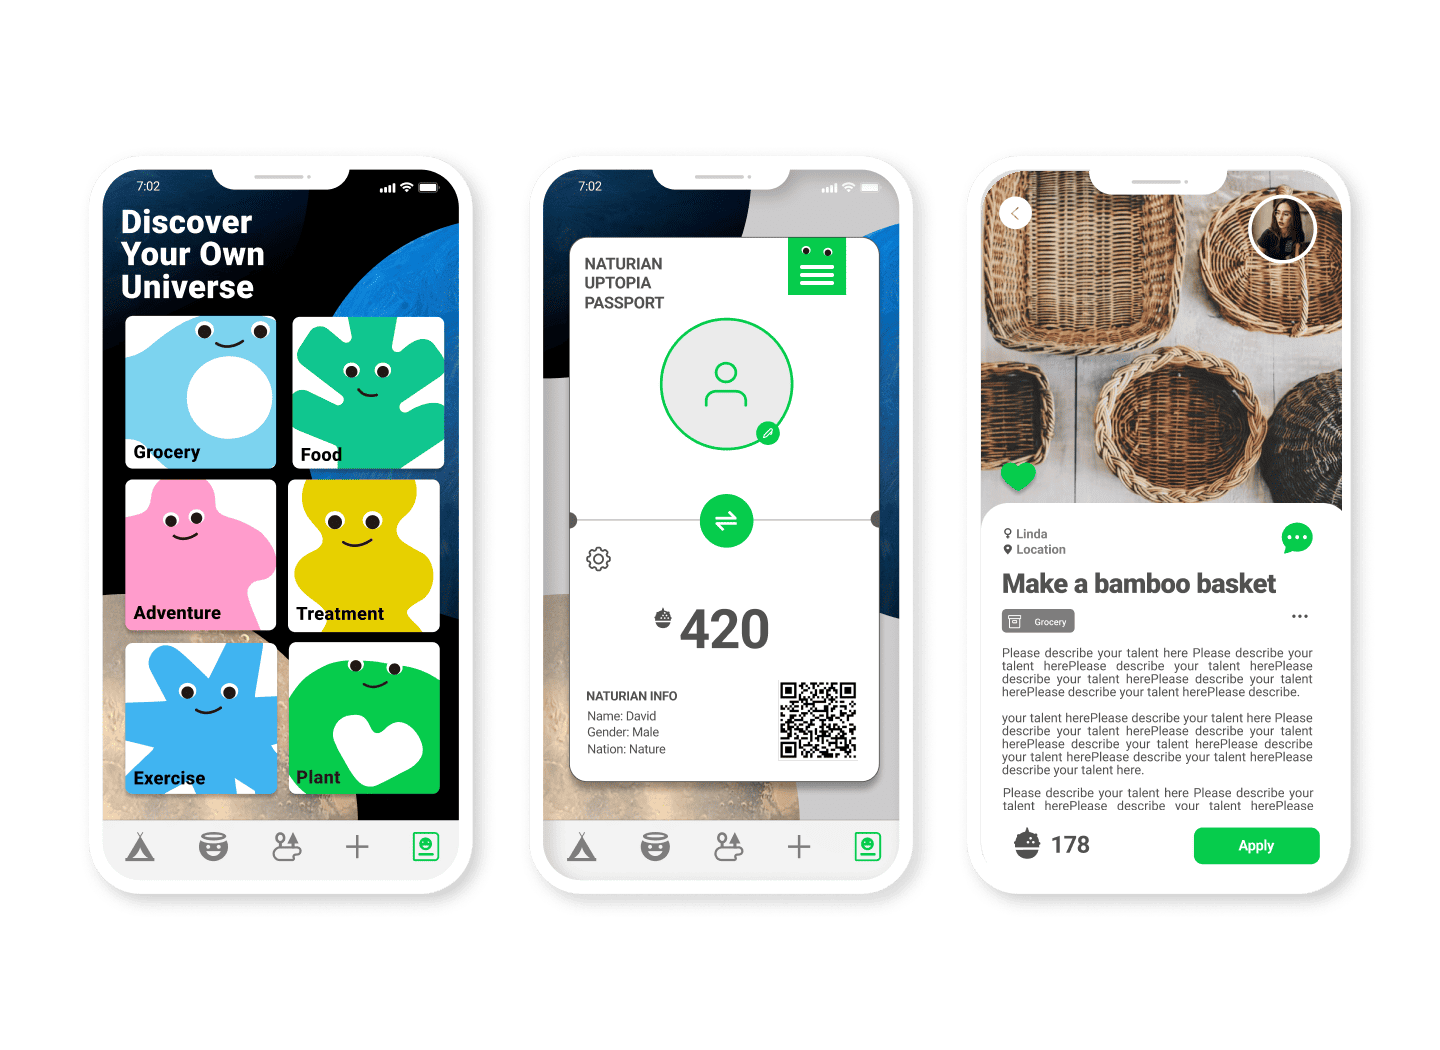 7:02
Discover
Your Own
Universe
Grocery
Food
Adventure
Treatment
Exercise
Plant
7:02
NATURIAN
UPTOPIA
PASSPORT
420
NATURIAN INFO
Name: David
Gender: Male
Nation: Nature
Linda
Location
Make a bamboo basket
Grocery
Please describe your talent here Please describe your
talent herePlease describe your talent herePlease
describe your talent herePlease describe your talent
herePlease describe your talent herePlease describe.
your talent herePlease describe your talent here Please
describe your talent herePlease describe your talent
herePlease describe your talent herePlease describe
your talent herePlease describe your talent herePlease
describe your talent here.
Please describe your talent here Please describe your
talent herePlease describe your talent herePlease
178
Apply